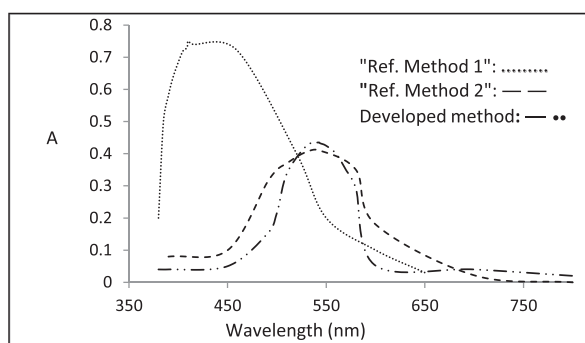 0.8
0.7
0.6
0.5
0.4
0.3
0.2
0.1
0
A
"Ref. Method 1":
"Ref. Method 2":
Developed method:
350 450 550 650 750
Wavelength (nm)